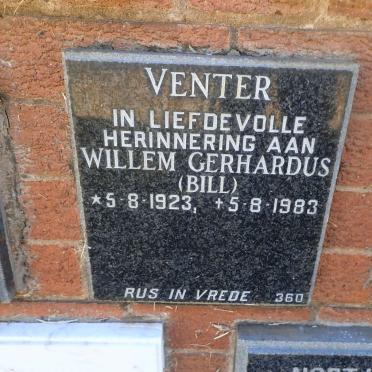 VENTER
IN LIEFDEVOLLE
HERINNERING AAN
WILLEM GERHARDUS
(BILL)
*5-8-1923, +5-8-1983
RUS IN VREDE 360